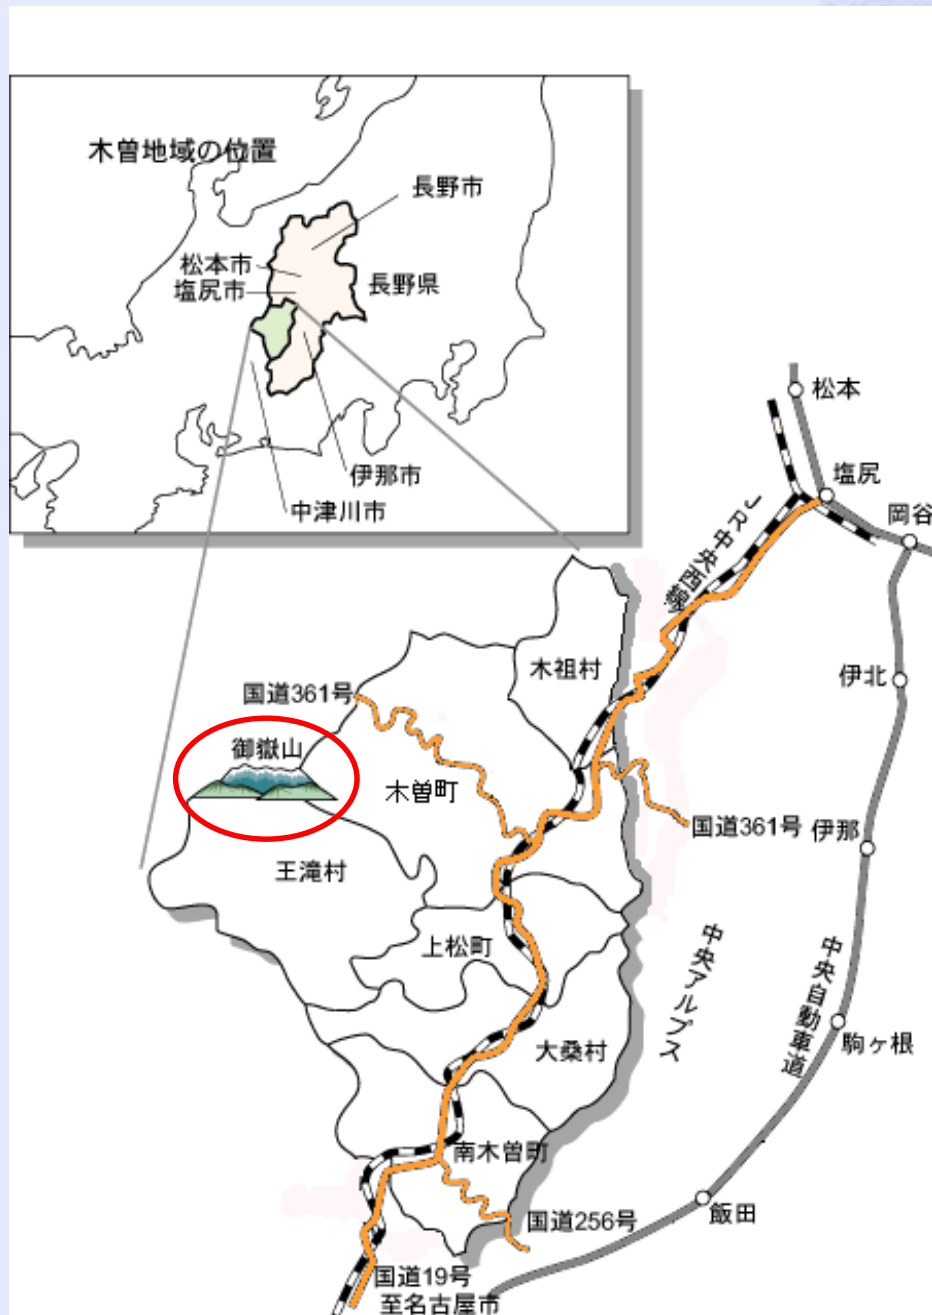 木曽地域の位置
長野市
松本市
塩尻市
長野県
伊那市
中津川市
松本
塩尻
岡谷
JR中央西線
木祖村
伊北
国道361号
御嶽山
木曽町
国道361号
伊那
王滝村
上松町
中央アルプス
中央自動車道
大桑村
駒ヶ根
南木曽町
飯田
国道256号
国道19号
至名古屋市